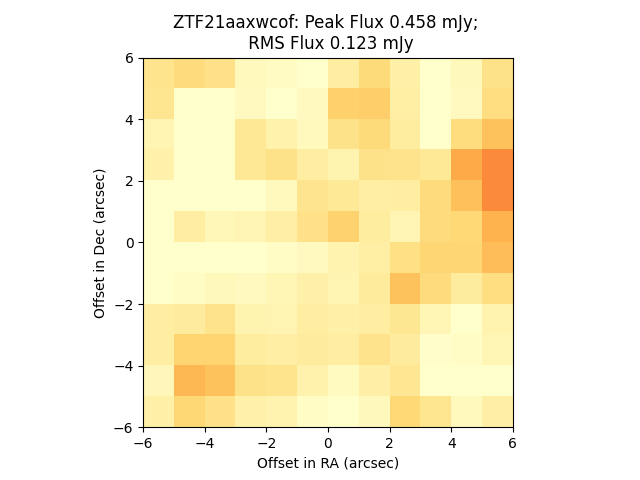 ZTF21aaxwcof: Peak Flux 0.458 mJy;
RMS Flux 0.123 mJy
6
4
2
0
−2
−4
−6
Offset in Dec (arcsec)
−6 −4 −2 0 2 4 6
Offset in RA (arcsec)